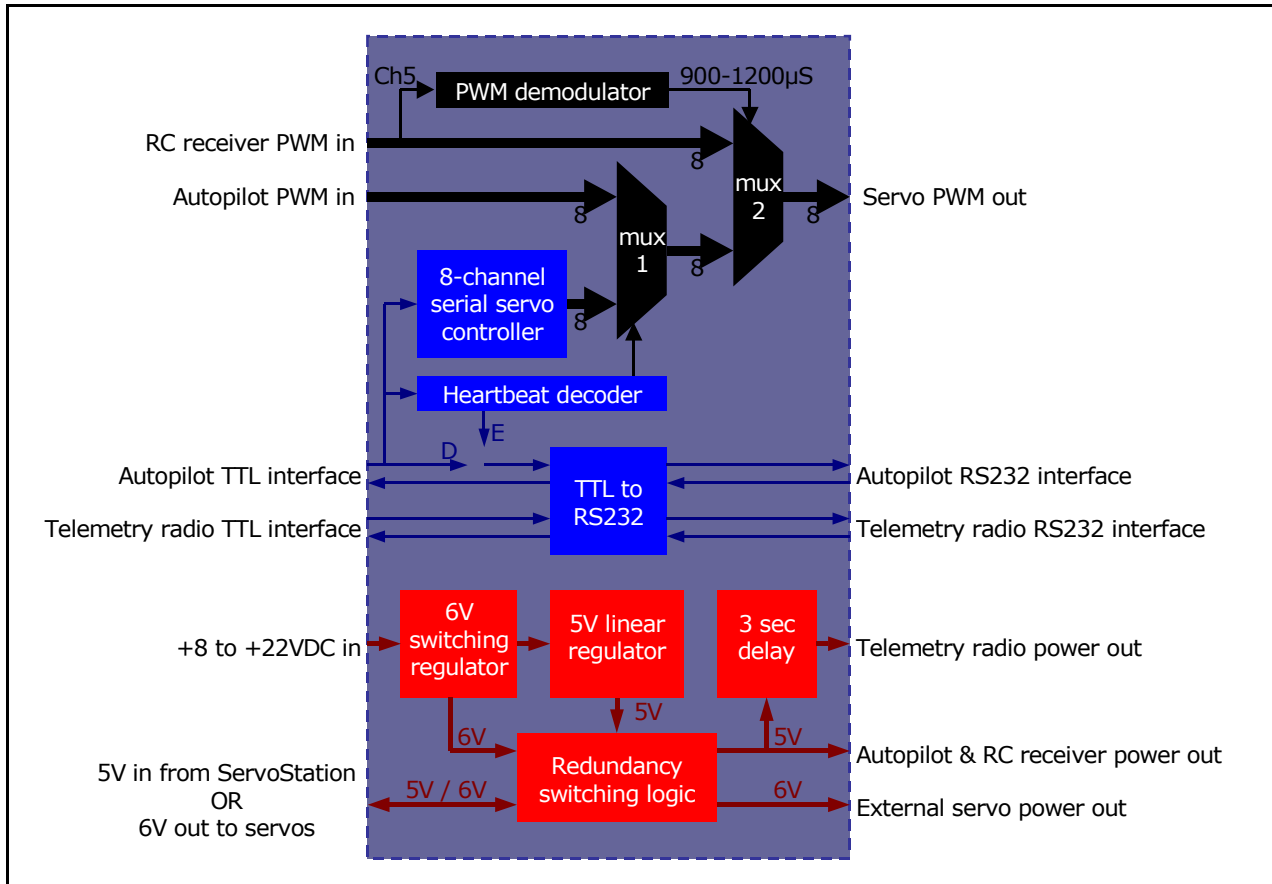 Ch5
PWM demodulator
900-1200µS
RC receiver PWM in
8
Autopilot PWM in
8
mux
2
8
Servo PWM out
mux
1
8
8-channel
serial servo
controller
8
Heartbeat decoder
E
D
Autopilot TTL interface
TTL to
RS232
Autopilot RS232 interface
Telemetry radio TTL interface
Telemetry radio RS232 interface
+8 to +22VDC in
6V
switching
regulator
5V linear
regulator
3 sec
delay
Telemetry radio power out
5V
6V
5V
Redundancy
switching logic
Autopilot & RC receiver power out
5V in from ServoStation
OR
6V out to servos
5V / 6V
6V
External servo power out